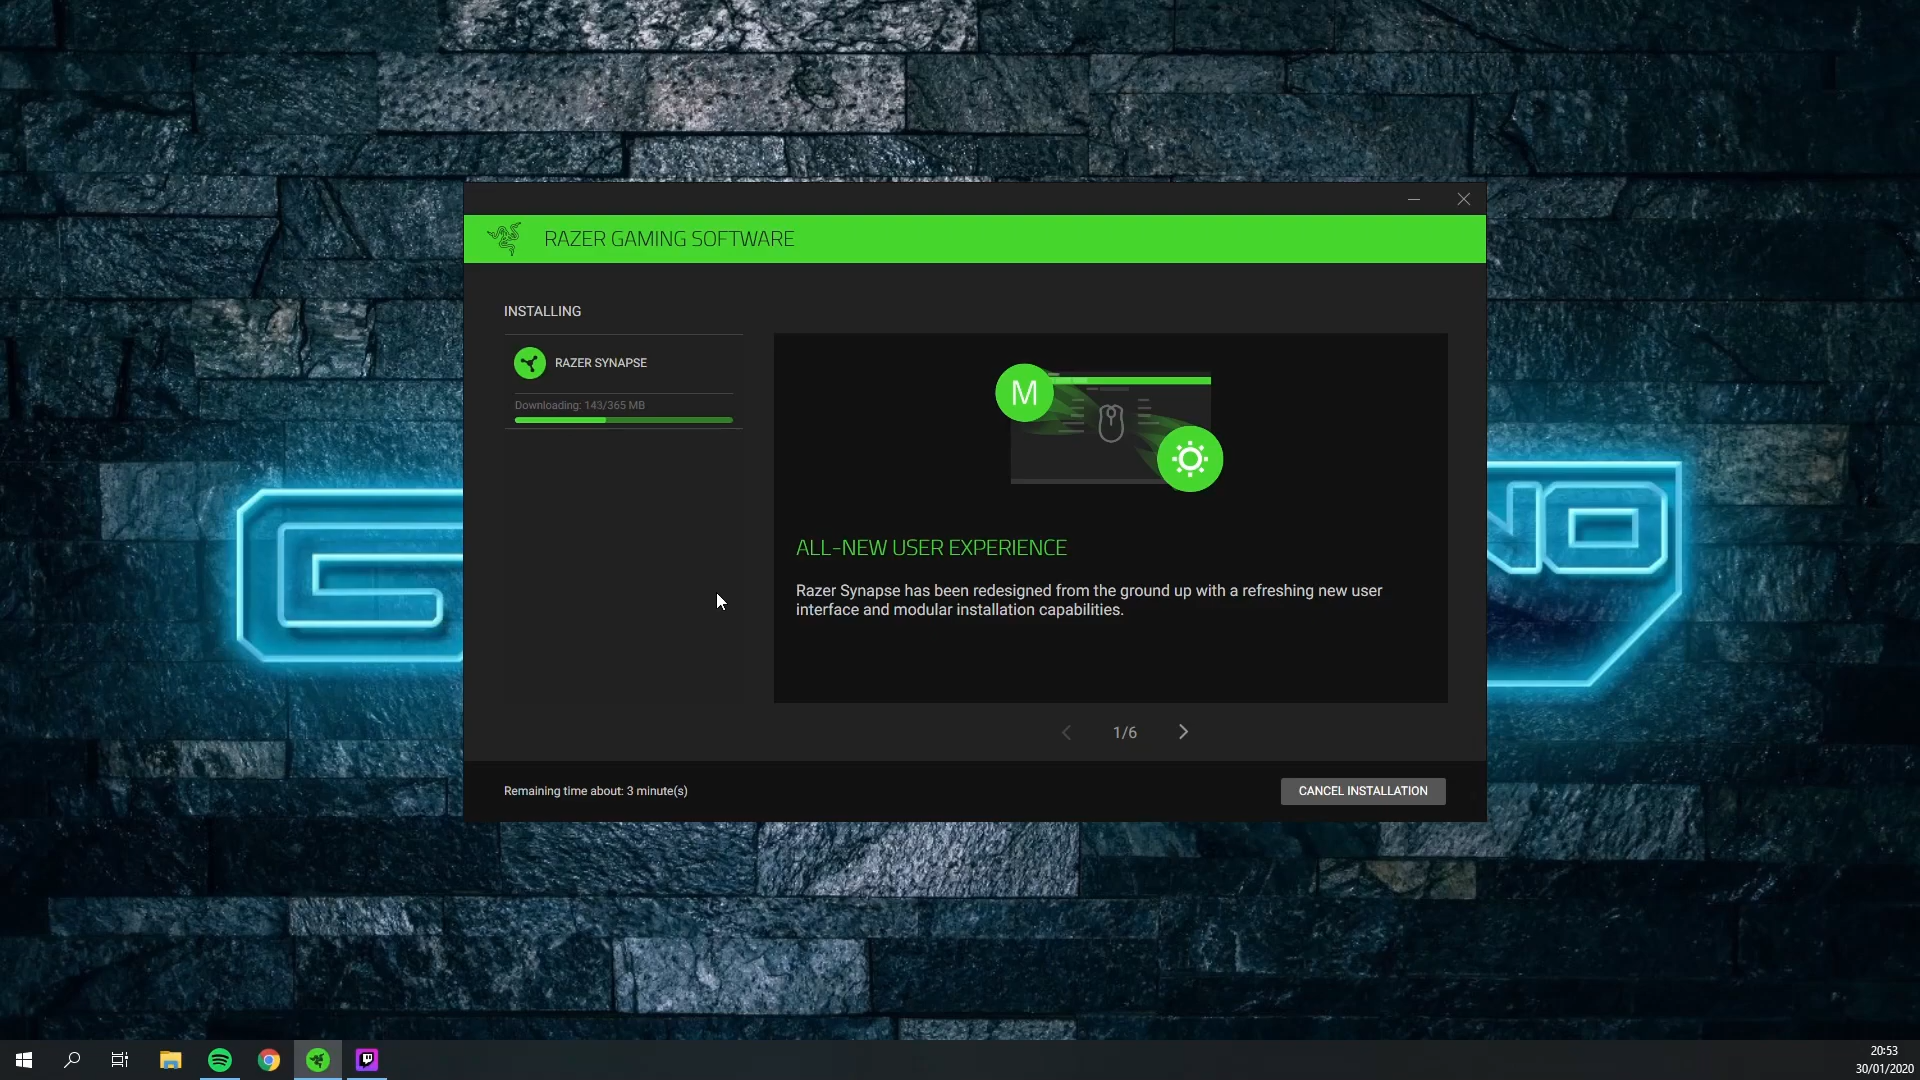 RAZER GAMING SOFTWARE
INSTALLING
RAZER SYNAPSE
Downloading: 143/365 MB
M
ALL-NEW USER EXPERIENCE
Razer Synapse has been redesigned from the ground up with a refreshing new user
interface and modular installation capabilities.
1/6
Remaining time about: 3 minute(s)
CANCEL INSTALLATION
20:53
30/01/2020